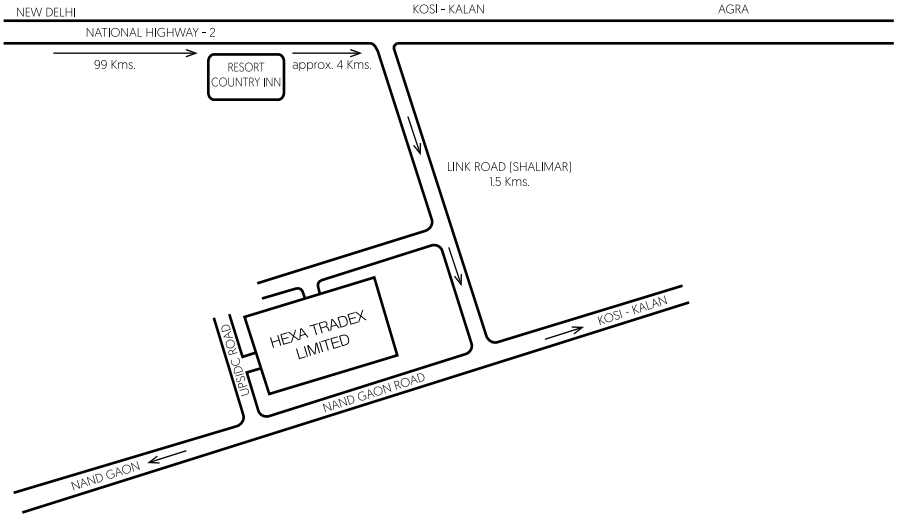 NEW DELHI
KOSI - KALAN
AGRA
NATIONAL HIGHWAY - 2
99 Kms.
RESORT
COUNTRY INN
approx. 4 Kms.
LINK ROAD (SHALIMAR)
1.5 Kms.
HEXA TRADEX
LIMITED
UPSIDC ROAD
KOSI - KALAN
NAND GAON ROAD
NAND GAON